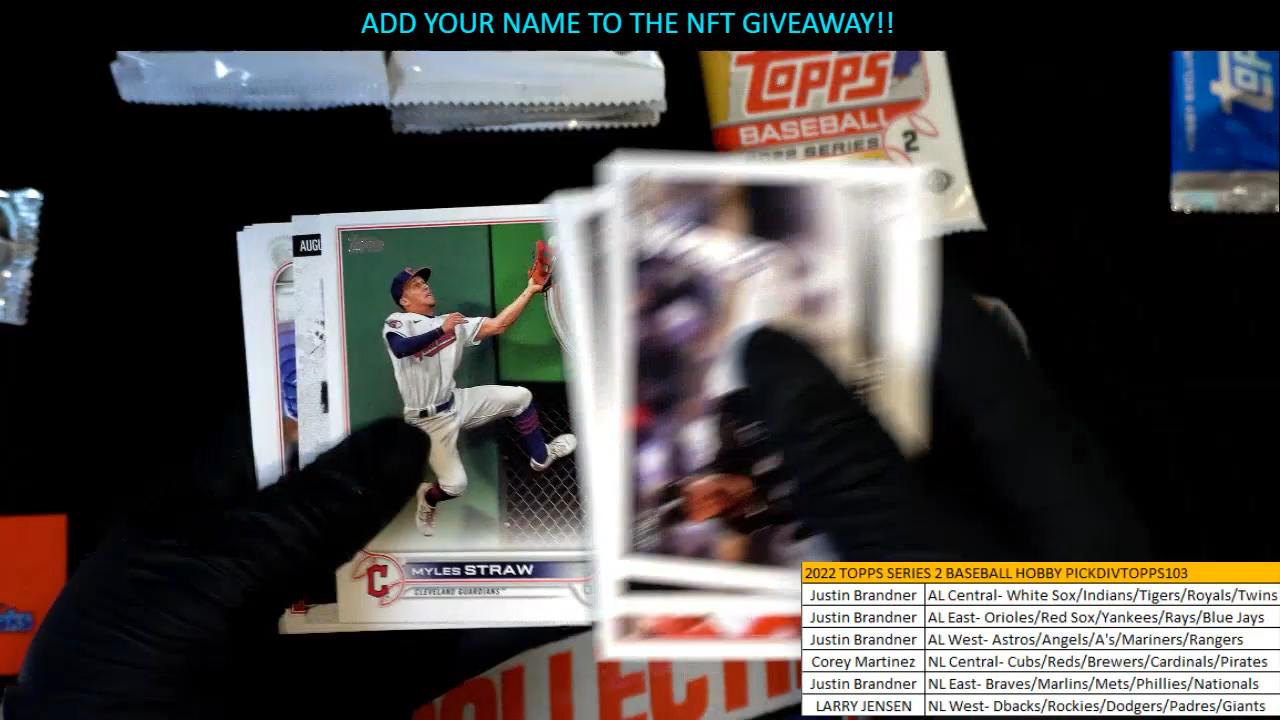 ADD YOUR NAME TO THE NFT GIVEAWAY!!
TOPPS
BASEBALL
2022 SERIES 2
AUGU
Topps
MYLES STRAW
C CLEVELAND GUARDIANS™
2022 TOPPS SERIES 2 BASEBALL HOBBY PICKDIVTOPPS103
Justin Brandner AL Central- White Sox/Indians/Tigers/Royals/Twins
Justin Brandner AL East- Orioles/Red Sox/Yankees/Rays/Blue Jays
Justin Brandner AL West- Astros/Angels/A's/Mariners/Rangers
Corey Martinez NL Central- Cubs/Reds/Brewers/Cardinals/Pirates
Justin Brandner NL East- Braves/Marlins/Mets/Phillies/Nationals
LARRY JENSEN NL West- Dbacks/Rockies/Dodgers/Padres/Giants